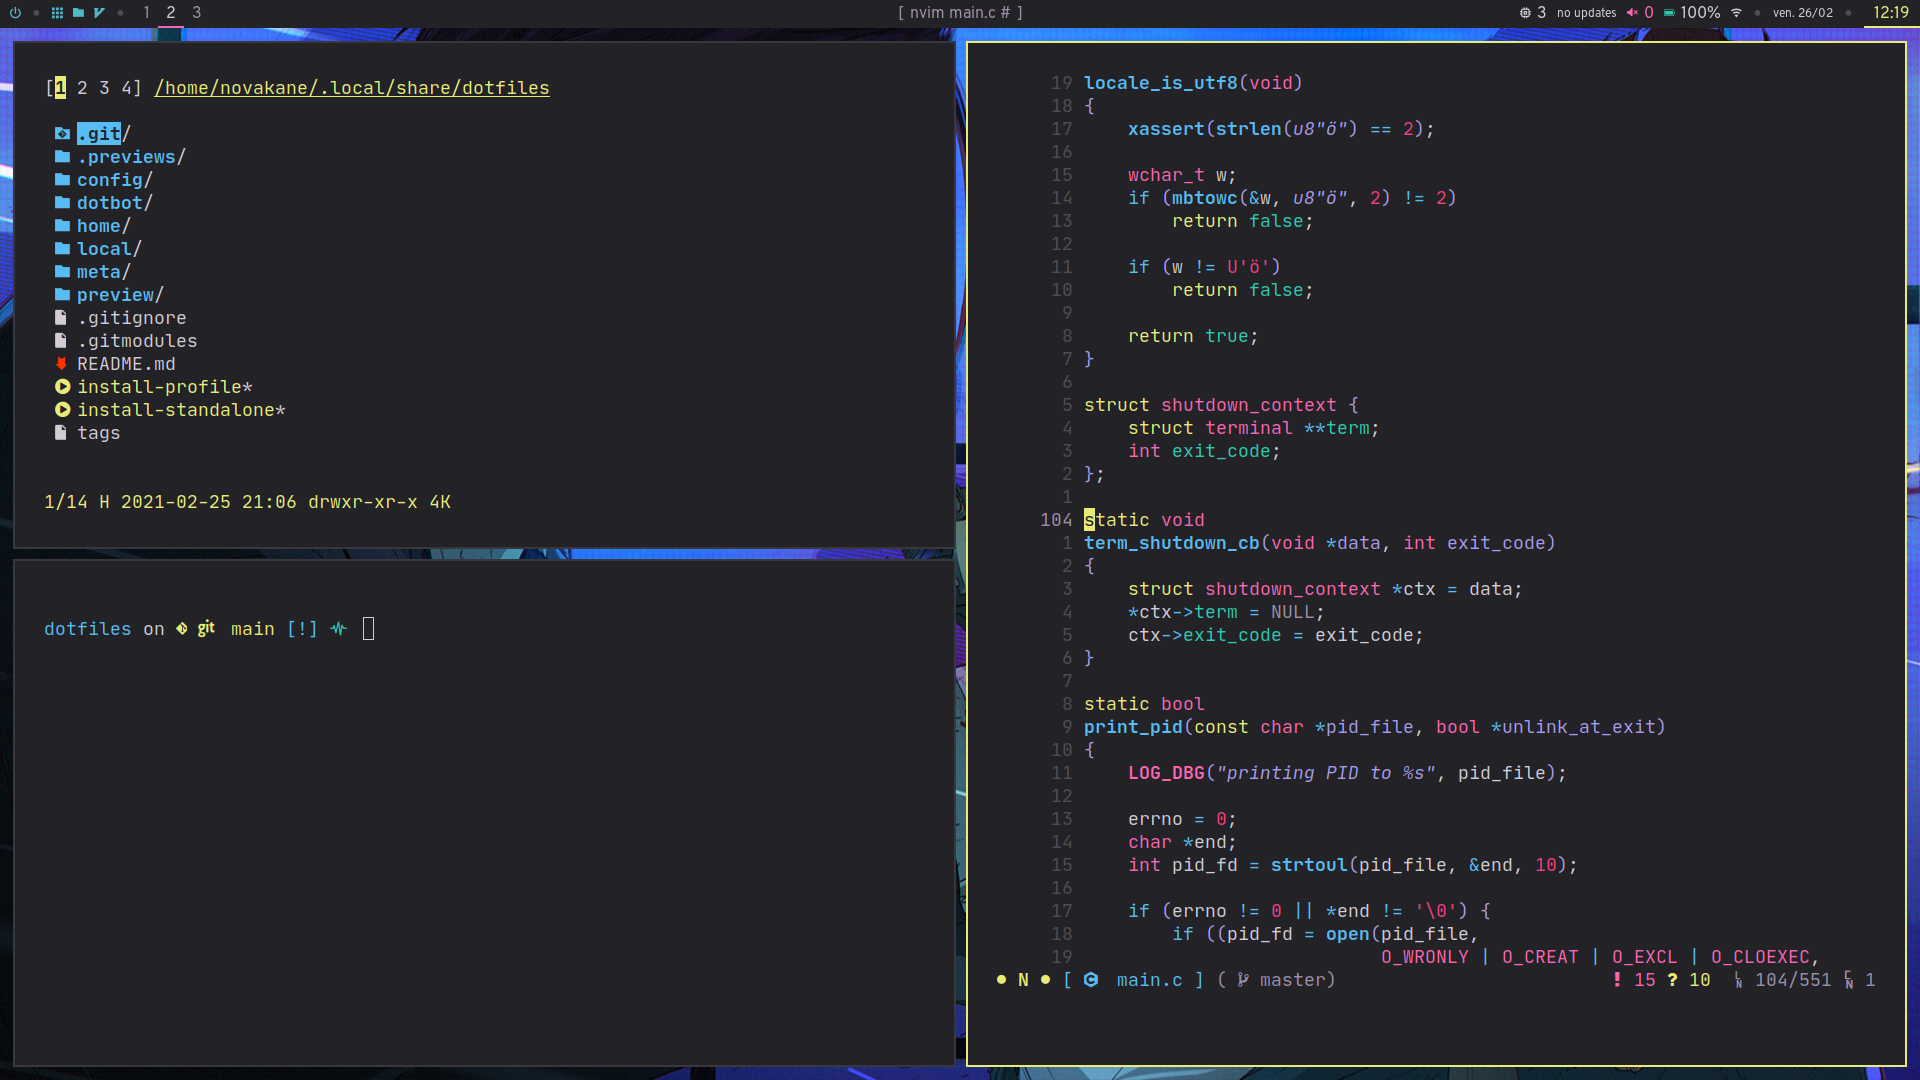 1 2 3
[ nvim main.c # ]
3 no updates 0 100% ven. 26/02 12:19
[1 2 3 4] /home/novakane/.local/share/dotfiles
.git/
.previews/
config/
dotbot/
home/
local/
meta/
preview/
.gitignore
.gitmodules
README.md
install-profile*
install-standalone*
tags
1/14 H 2021-02-25 21:06 drwxr-xr-x 4K
dotfiles on git main [!]
19 locale_is_utf8(void)
18 {
17     xassert(strlen(u8"ö") == 2);
16
15     wchar_t w;
14     if (mbtowc(&w, u8"ö", 2) != 2)
13         return false;
12
11     if (w != U'ö')
10         return false;
9
8     return true;
7 }
6
5 struct shutdown_context {
4     struct terminal **term;
3     int exit_code;
2 };
1
104 static void
1 term_shutdown_cb(void *data, int exit_code)
2 {
3     struct shutdown_context *ctx = data;
4     *ctx->term = NULL;
5     ctx->exit_code = exit_code;
6 }
7
8 static bool
9 print_pid(const char *pid_file, bool *unlink_at_exit)
10 {
11     LOG_DBG("printing PID to %s", pid_file);
12
13     errno = 0;
14     char *end;
15     int pid_fd = strtoul(pid_file, &end, 10);
16
17     if (errno != 0 || *end != '\0') {
18         if ((pid_fd = open(pid_file,
19                            O_WRONLY | O_CREAT | O_EXCL | O_CLOEXEC,
● N ● [ main.c ] ( master) ! 15 ? 10 LN 104/551 CN 1